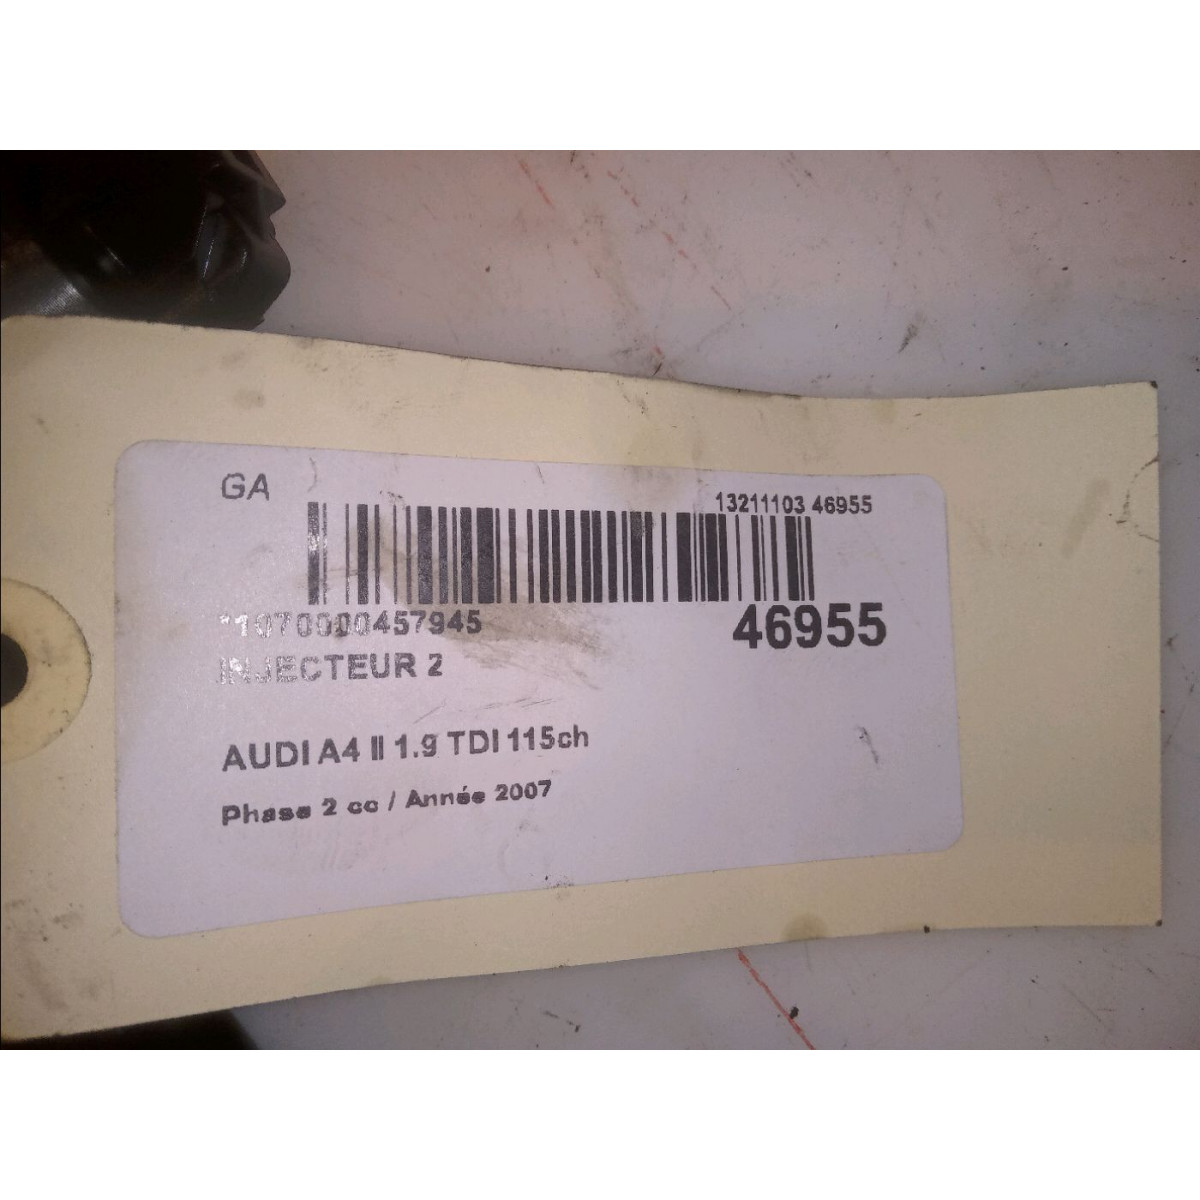 GA
13211103 46955
*1070000457945
46955
INJECTEUR 2
AUDI A4 II 1.9 TDI 115ch
Phase 2 cc / Année 2007